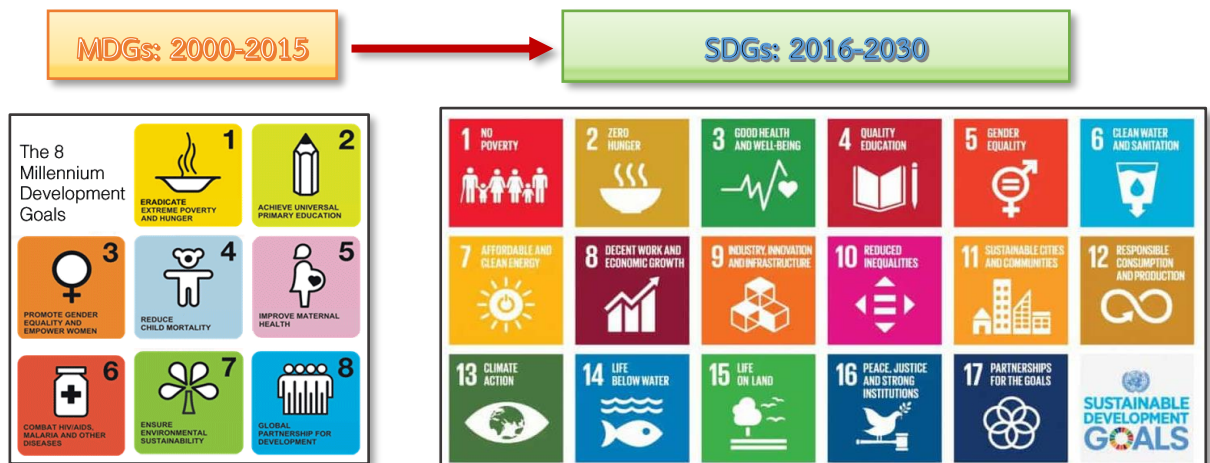 MDGs: 2000-2015
SDGs: 2016-2030
The 8
Millennium
Development
Goals
1
ERADICATE
EXTREME POVERTY
AND HUNGER
2
ACHIEVE UNIVERSAL
PRIMARY EDUCATION
3
PROMOTE GENDER
EQUALITY AND
EMPOWER WOMEN
4
REDUCE
CHILD MORTALITY
5
IMPROVE MATERNAL
HEALTH
6
COMBAT HIV/AIDS,
MALARIA AND OTHER
DISEASES
7
ENSURE
ENVIRONMENTAL
SUSTAINABILITY
8
GLOBAL
PARTNERSHIP FOR
DEVELOPMENT
1 NO
POVERTY
2 ZERO
HUNGER
3 GOOD HEALTH
AND WELL-BEING
4 QUALITY
EDUCATION
5 GENDER
EQUALITY
6 CLEAN WATER
AND SANITATION
7 AFFORDABLE AND
CLEAN ENERGY
8 DECENT WORK AND
ECONOMIC GROWTH
9 INDUSTRY, INNOVATION
AND INFRASTRUCTURE
10 REDUCED
INEQUALITIES
11 SUSTAINABLE CITIES
AND COMMUNITIES
12 RESPONSIBLE
CONSUMPTION
AND PRODUCTION
13 CLIMATE
ACTION
14 LIFE
BELOW WATER
15 LIFE
ON LAND
16 PEACE, JUSTICE
AND STRONG
INSTITUTIONS
17 PARTNERSHIPS
FOR THE GOALS
SUSTAINABLE
DEVELOPMENT
GOALS